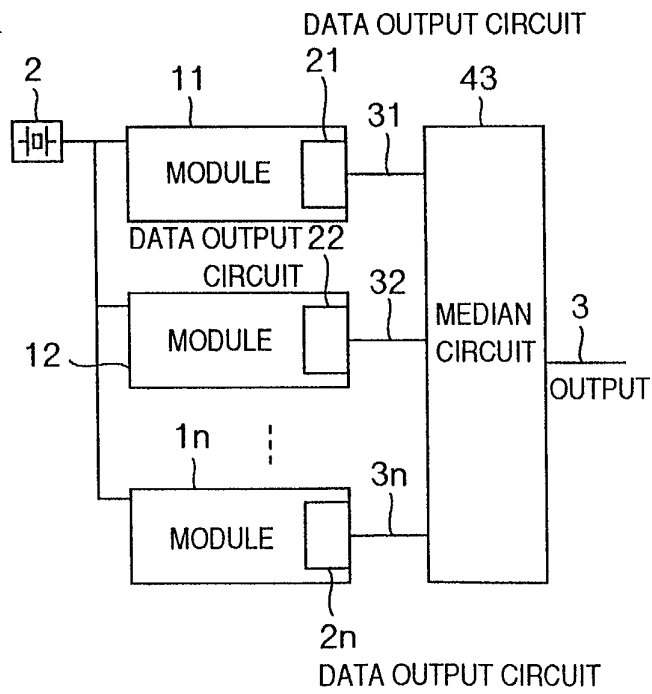 DATA OUTPUT CIRCUIT
2
11
21
43
31
MODULE
DATA OUTPUT 22
CIRCUIT
32
MODULE
MEDIAN
CIRCUIT
3
12
OUTPUT
1n
3n
MODULE
2n
DATA OUTPUT CIRCUIT